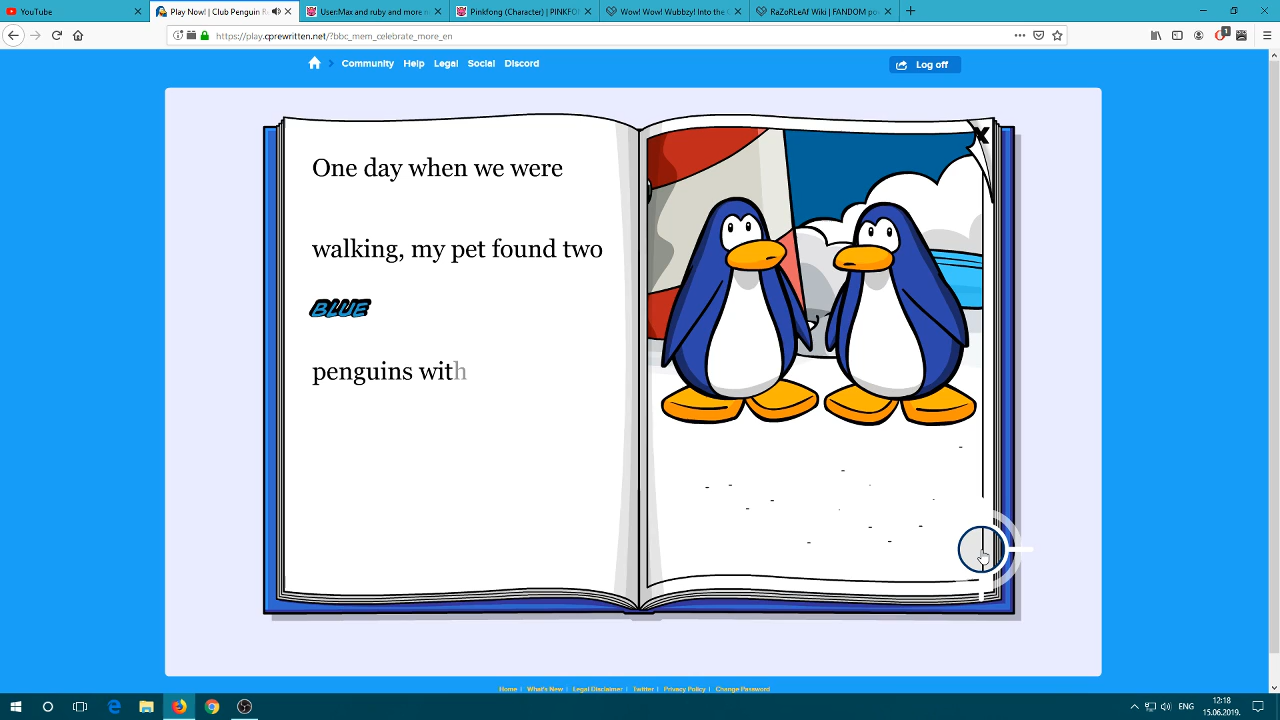 YouTube
Play Now! | Club Penguin Re
User:Max and ruby and more n
Pinkfong (Character) | PINKFON
Wow! Wow! Wubbzy! Into the C
RaZoRLeAf Wiki | FANDOM po
https://play.cprewritten.net/?bbc_mem_celebrate_more_en
Community
Help
Legal
Social
Discord
Log off
X
One day when we were
walking, my pet found two
BLUE
penguins with
Home | What's New | Legal Disclaimer | Twitter | Privacy Policy | Change Password
ENG
12:18
15.06.2019.
1